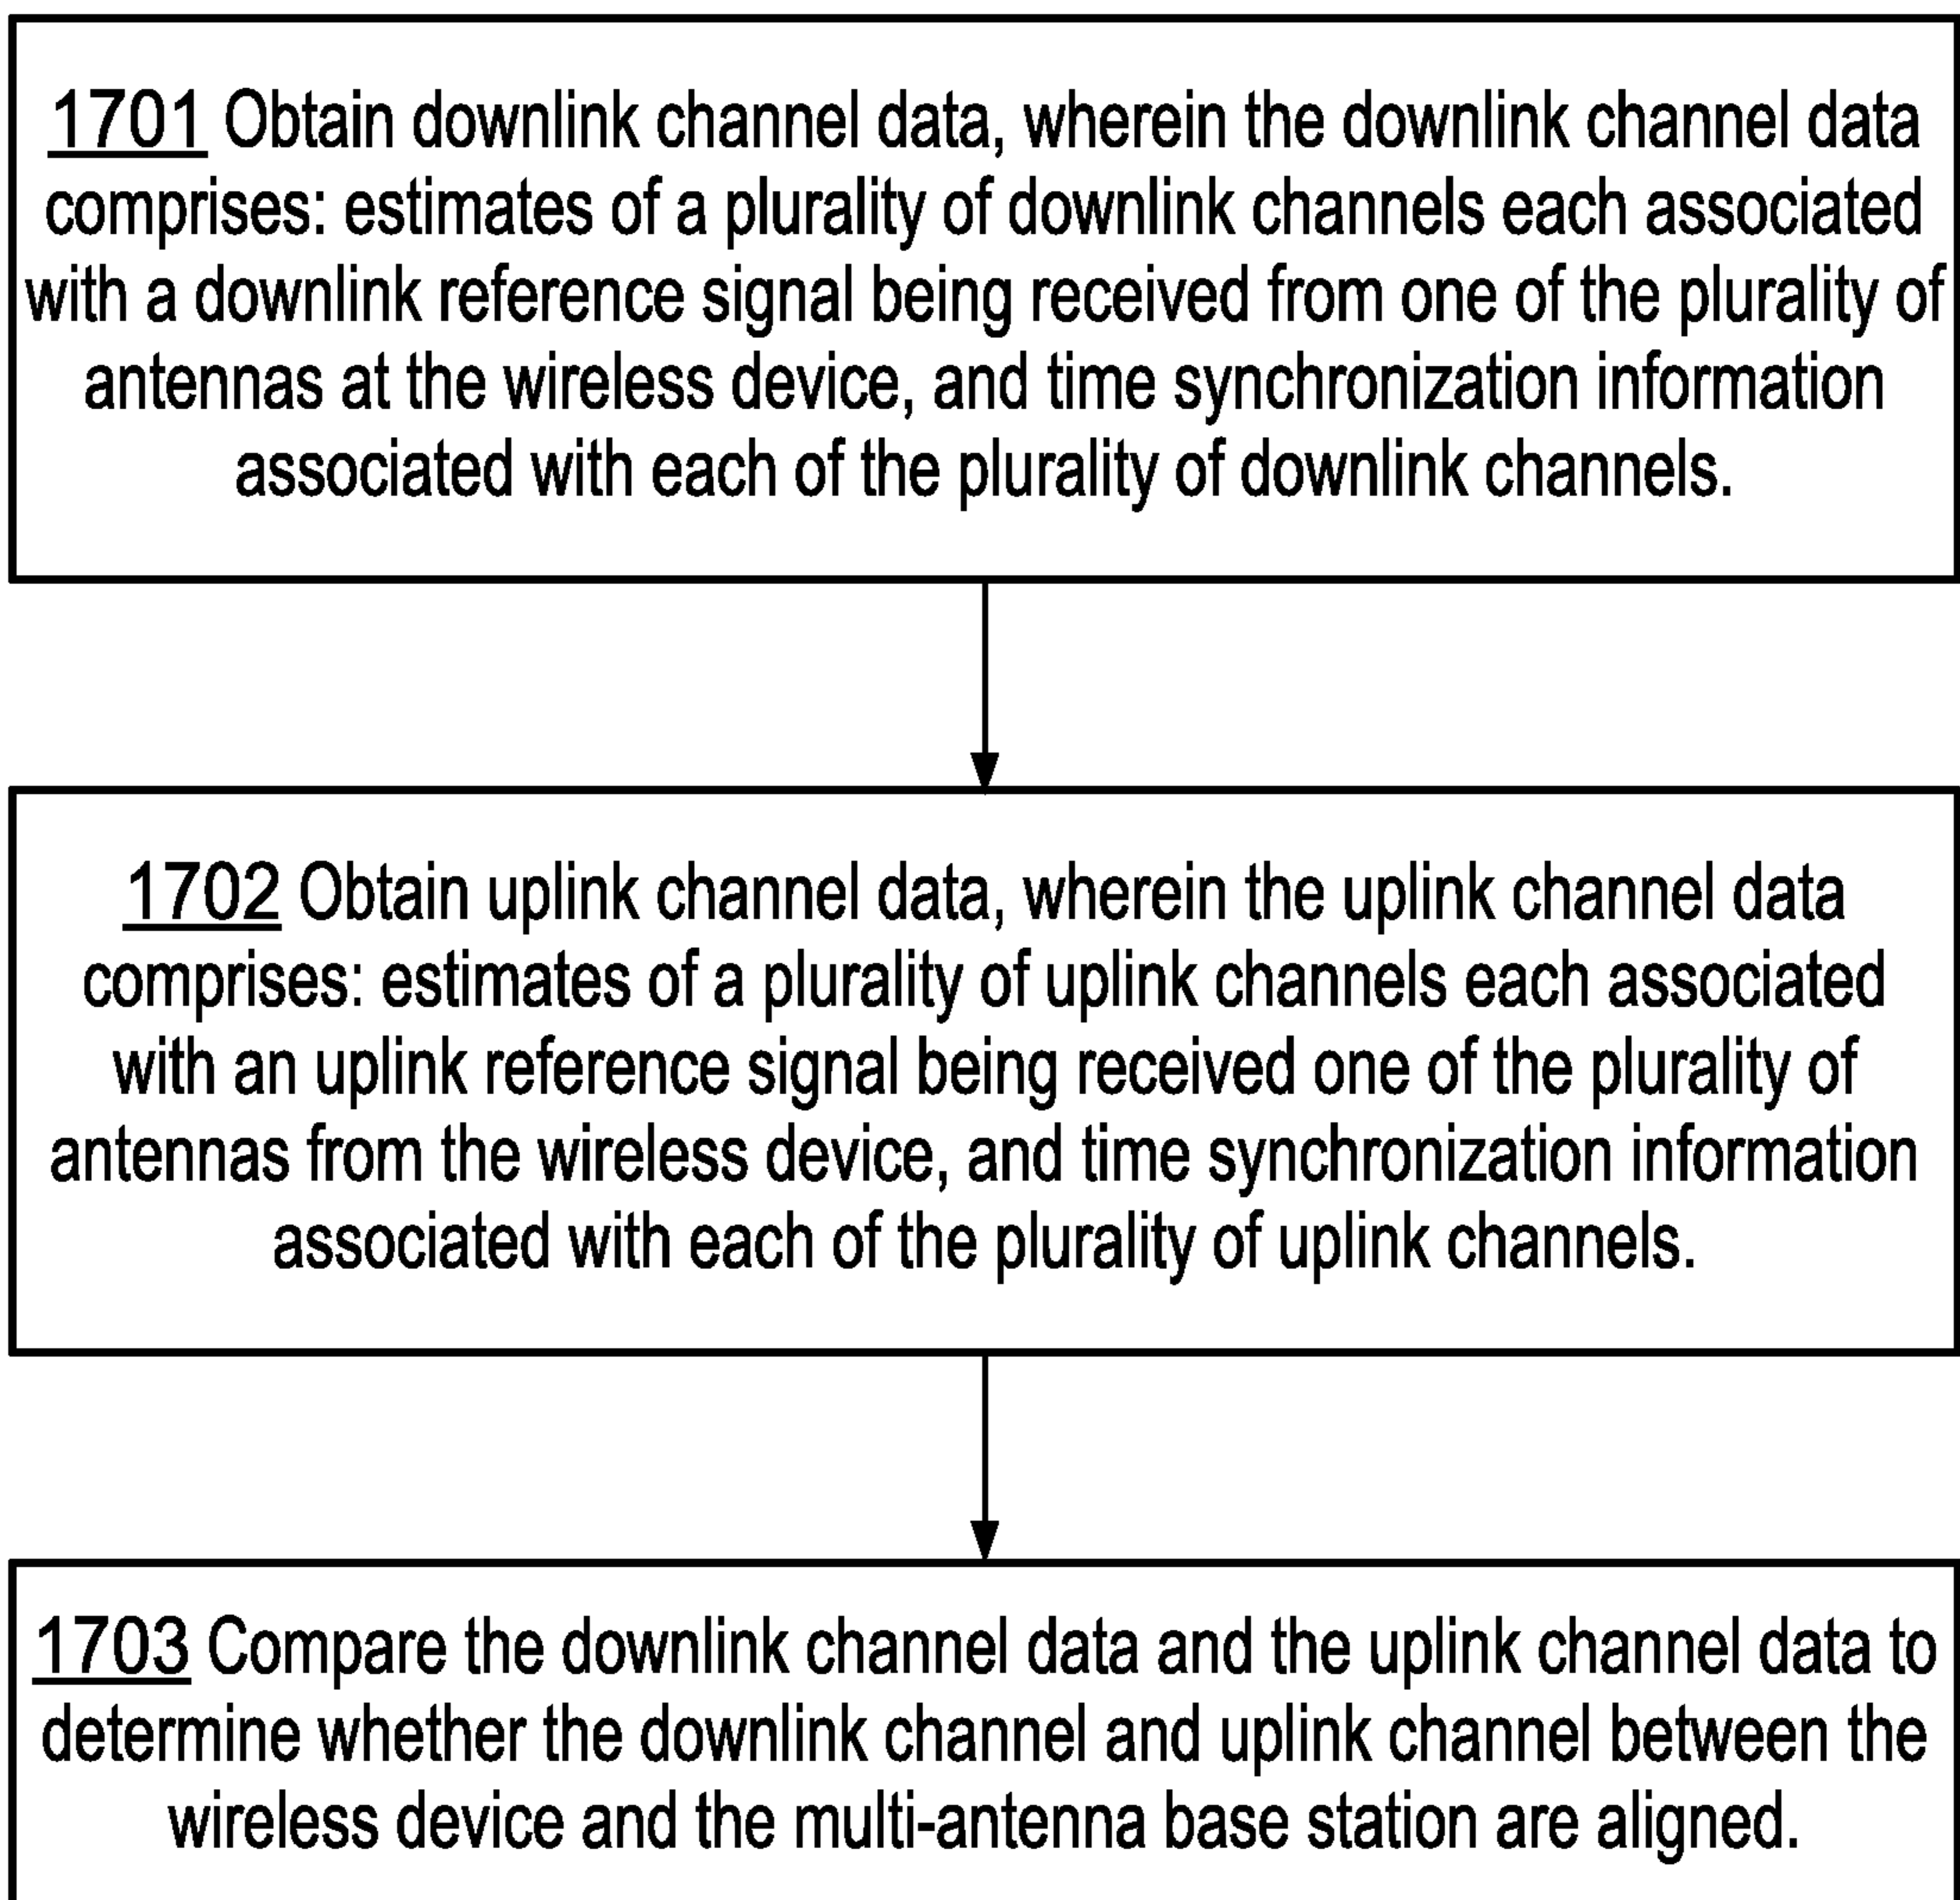 1701 Obtain downlink channel data, wherein the downlink channel data
comprises: estimates of a plurality of downlink channels each associated
with a downlink reference signal being received from one of the plurality of
antennas at the wireless device, and time synchronization information
associated with each of the plurality of downlink channels.
1702 Obtain uplink channel data, wherein the uplink channel data
comprises: estimates of a plurality of uplink channels each associated
with an uplink reference signal being received one of the plurality of
antennas from the wireless device, and time synchronization information
associated with each of the plurality of uplink channels.
1703 Compare the downlink channel data and the uplink channel data to
determine whether the downlink channel and uplink channel between the
wireless device and the multi-antenna base station are aligned.